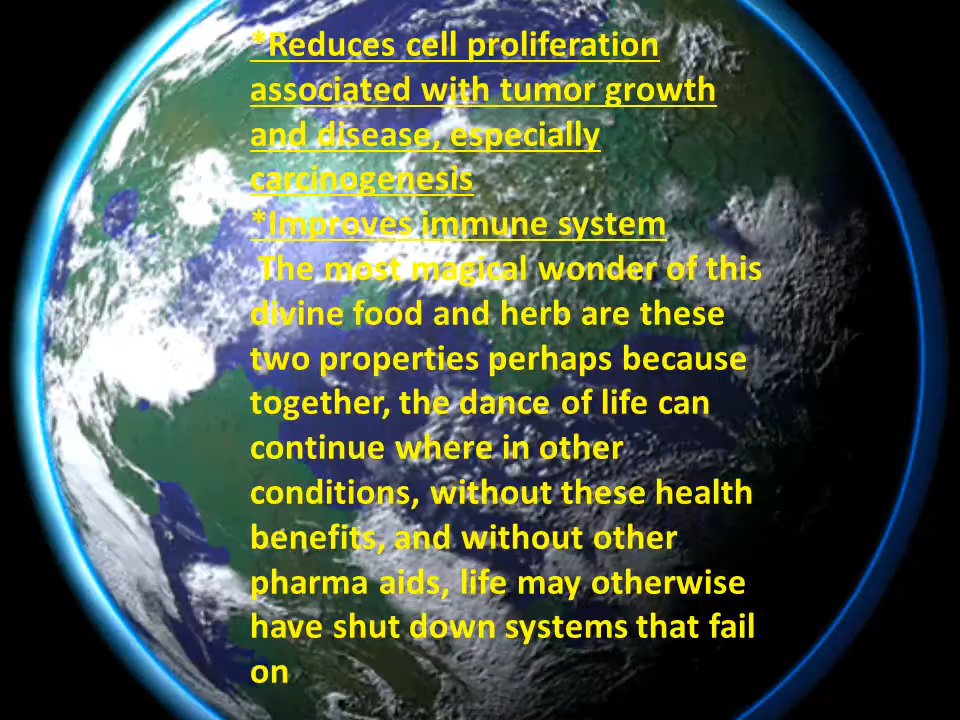 *Reduces cell proliferation
associated with tumor growth
and disease, especially
carcinogenesis
*Improves immune system
The most magical wonder of this
divine food and herb are these
two properties perhaps because
together, the dance of life can
continue where in other
conditions, without these health
benefits, and without other
pharma aids, life may otherwise
have shut down systems that fail
on